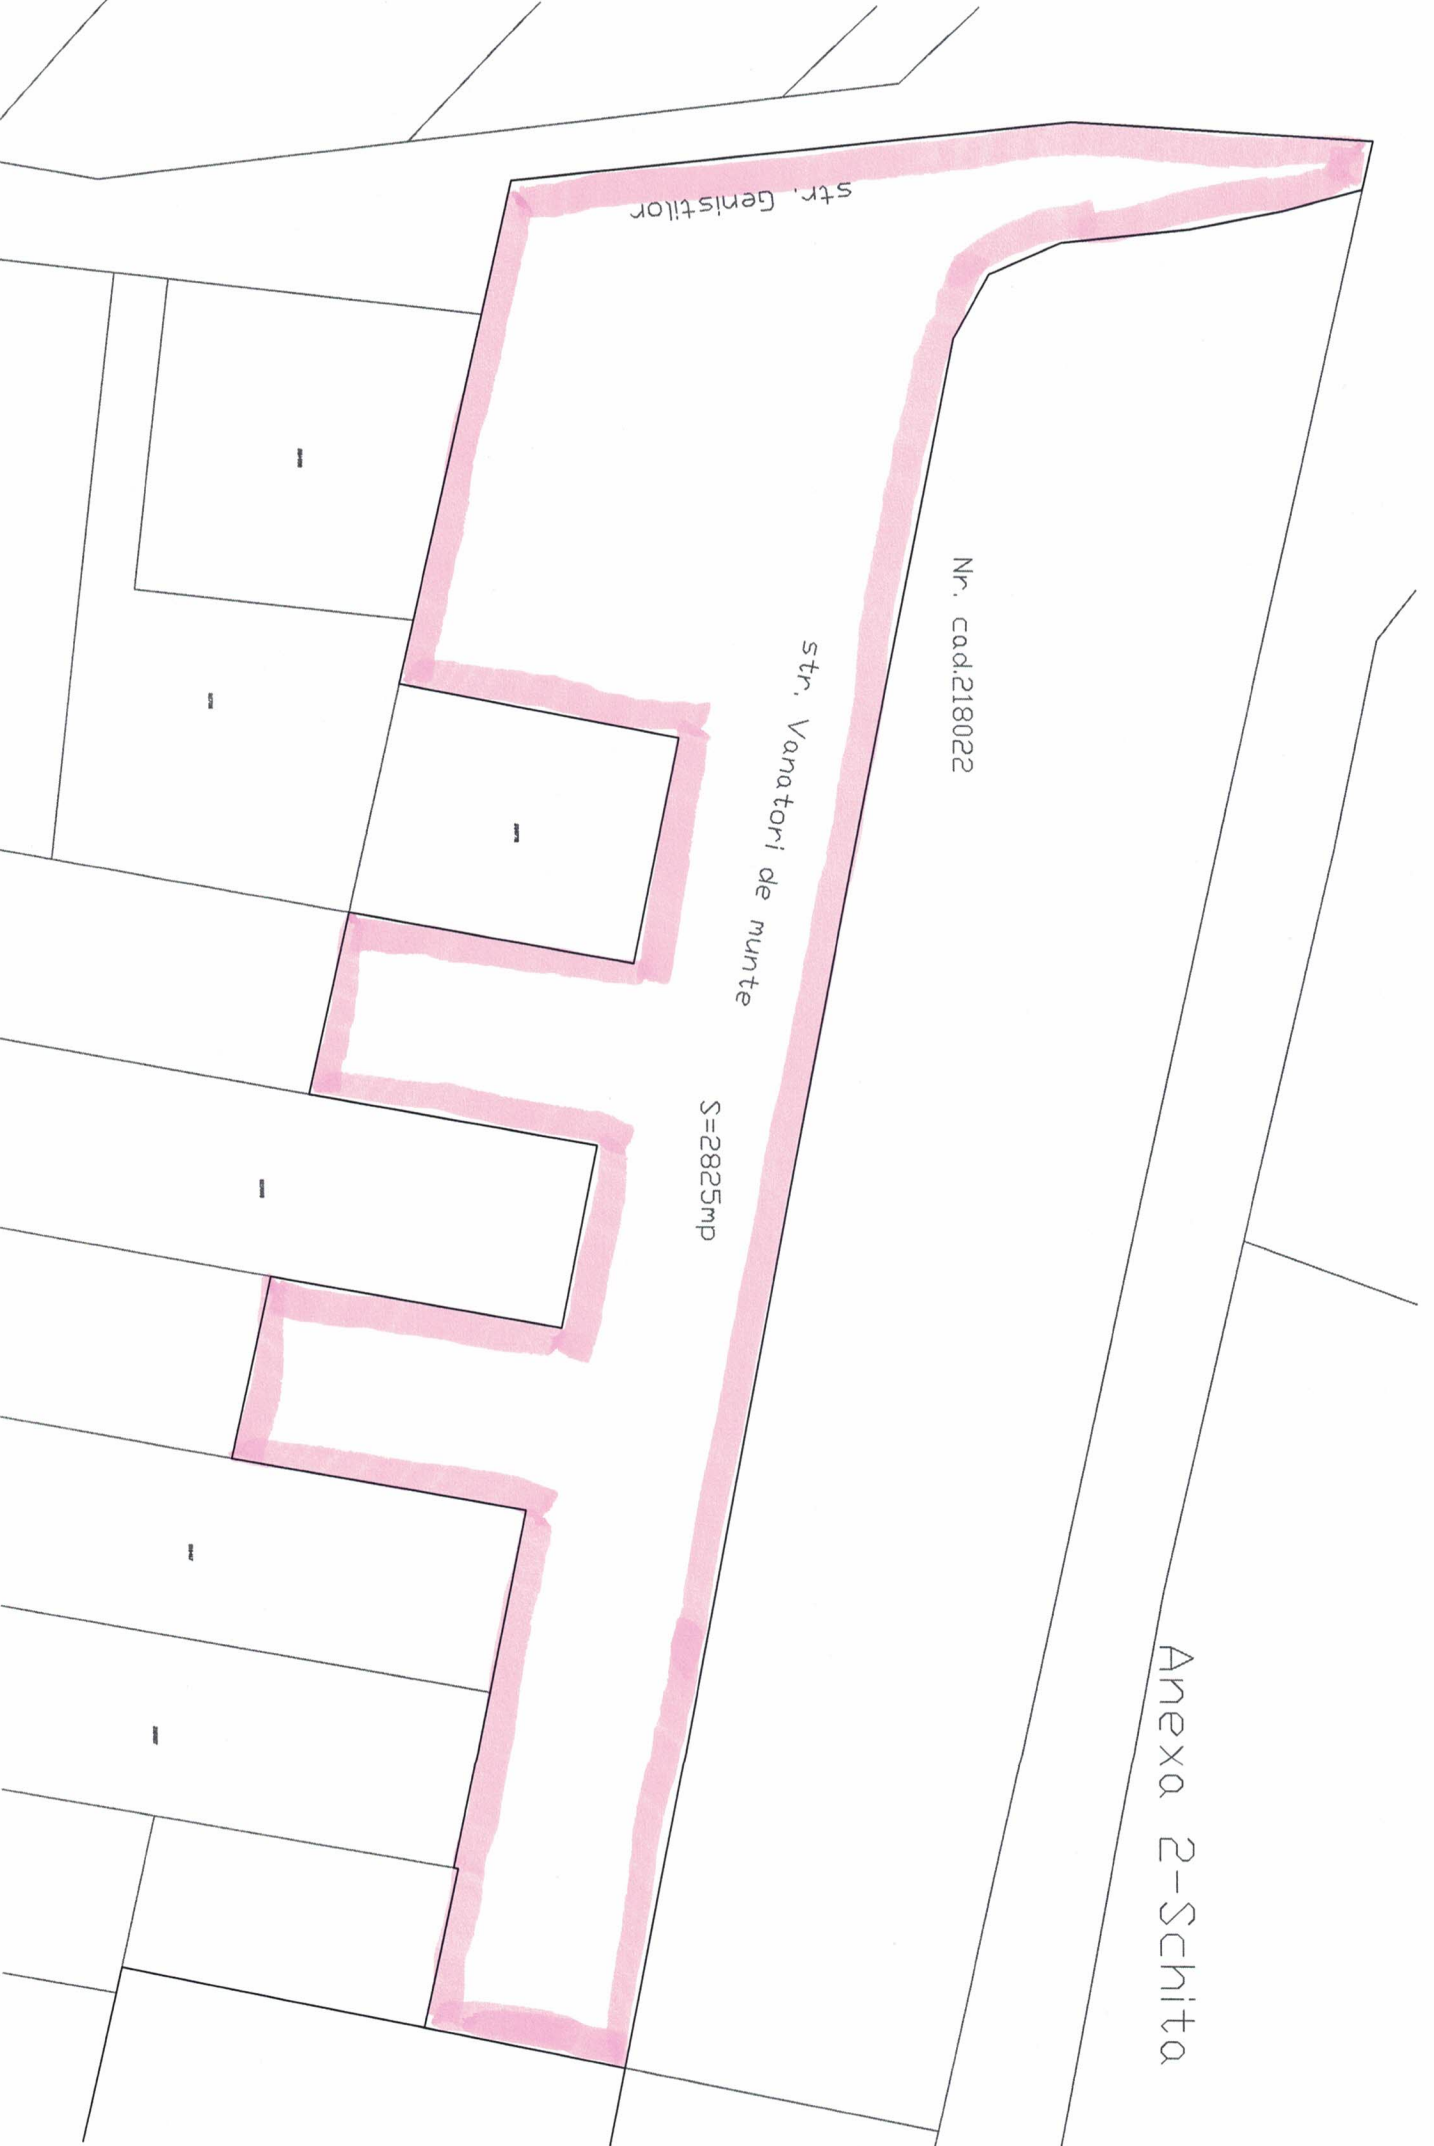 Anexa 2-Schita
Nr. cad.218022
str. Genistilor
str. Vanatori de munte
S=2825mp